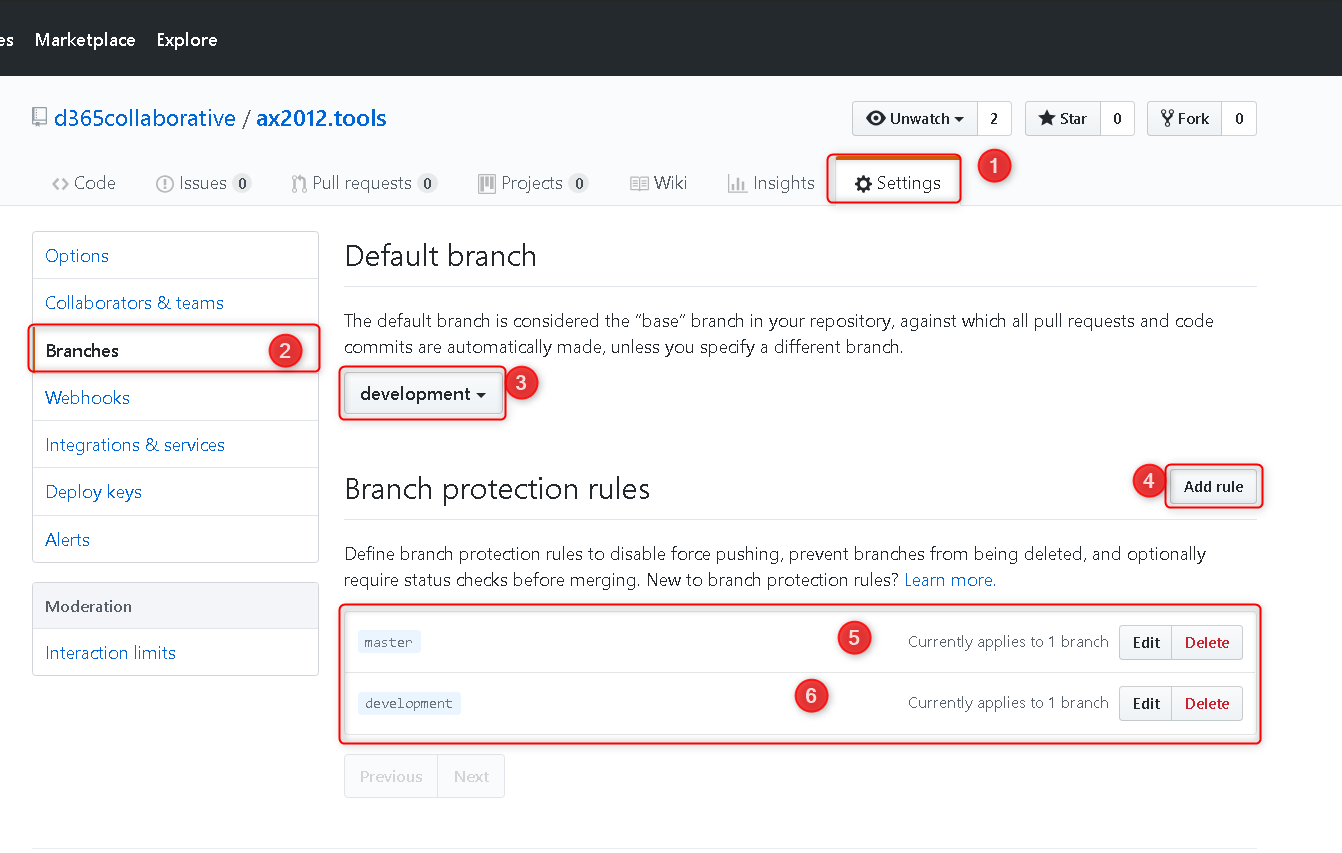 es Marketplace Explore
d365collaborative / ax2012.tools
Unwatch 2 Star 0 Fork 0
Code Issues 0 Pull requests 0 Projects 0 Wiki Insights Settings 1
Options
Collaborators & teams
Branches 2
Webhooks
Integrations & services
Deploy keys
Alerts
Moderation
Interaction limits
Default branch
The default branch is considered the “base” branch in your repository, against which all pull requests and code
commits are automatically made, unless you specify a different branch.
development 3
Branch protection rules 4 Add rule
Define branch protection rules to disable force pushing, prevent branches from being deleted, and optionally
require status checks before merging. New to branch protection rules? Learn more.
master 5 Currently applies to 1 branch Edit Delete
development 6 Currently applies to 1 branch Edit Delete
Previous Next